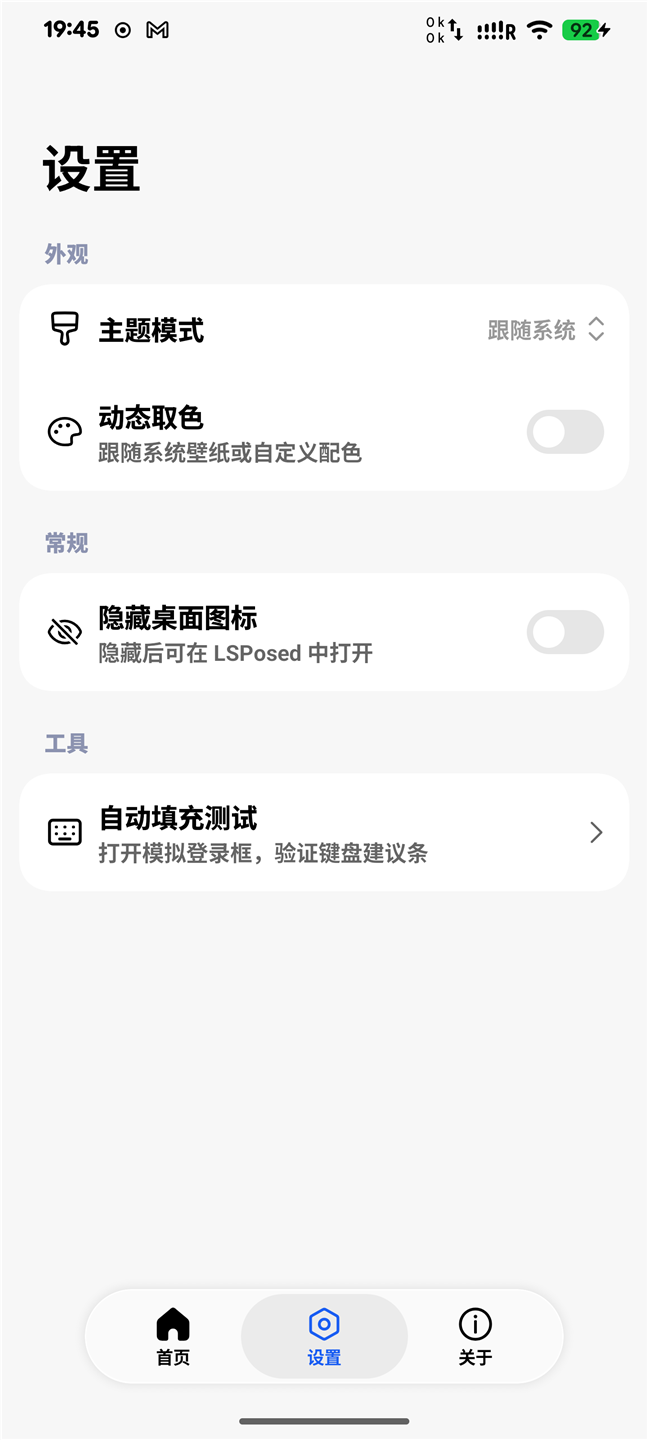 19:45
0k
0k
R
92
设置
外观
主题模式
跟随系统
动态取色
跟随系统壁纸或自定义配色
常规
隐藏桌面图标
隐藏后可在 LSPosed 中打开
工具
自动填充测试
打开模拟登录框，验证键盘建议条
首页
设置
关于